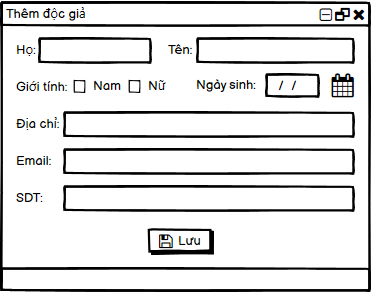 Thêm độc giả
Họ: Tên:
Giới tính: Nam Nữ Ngày sinh: / /
Địa chỉ:
Email:
SDT:
Lưu